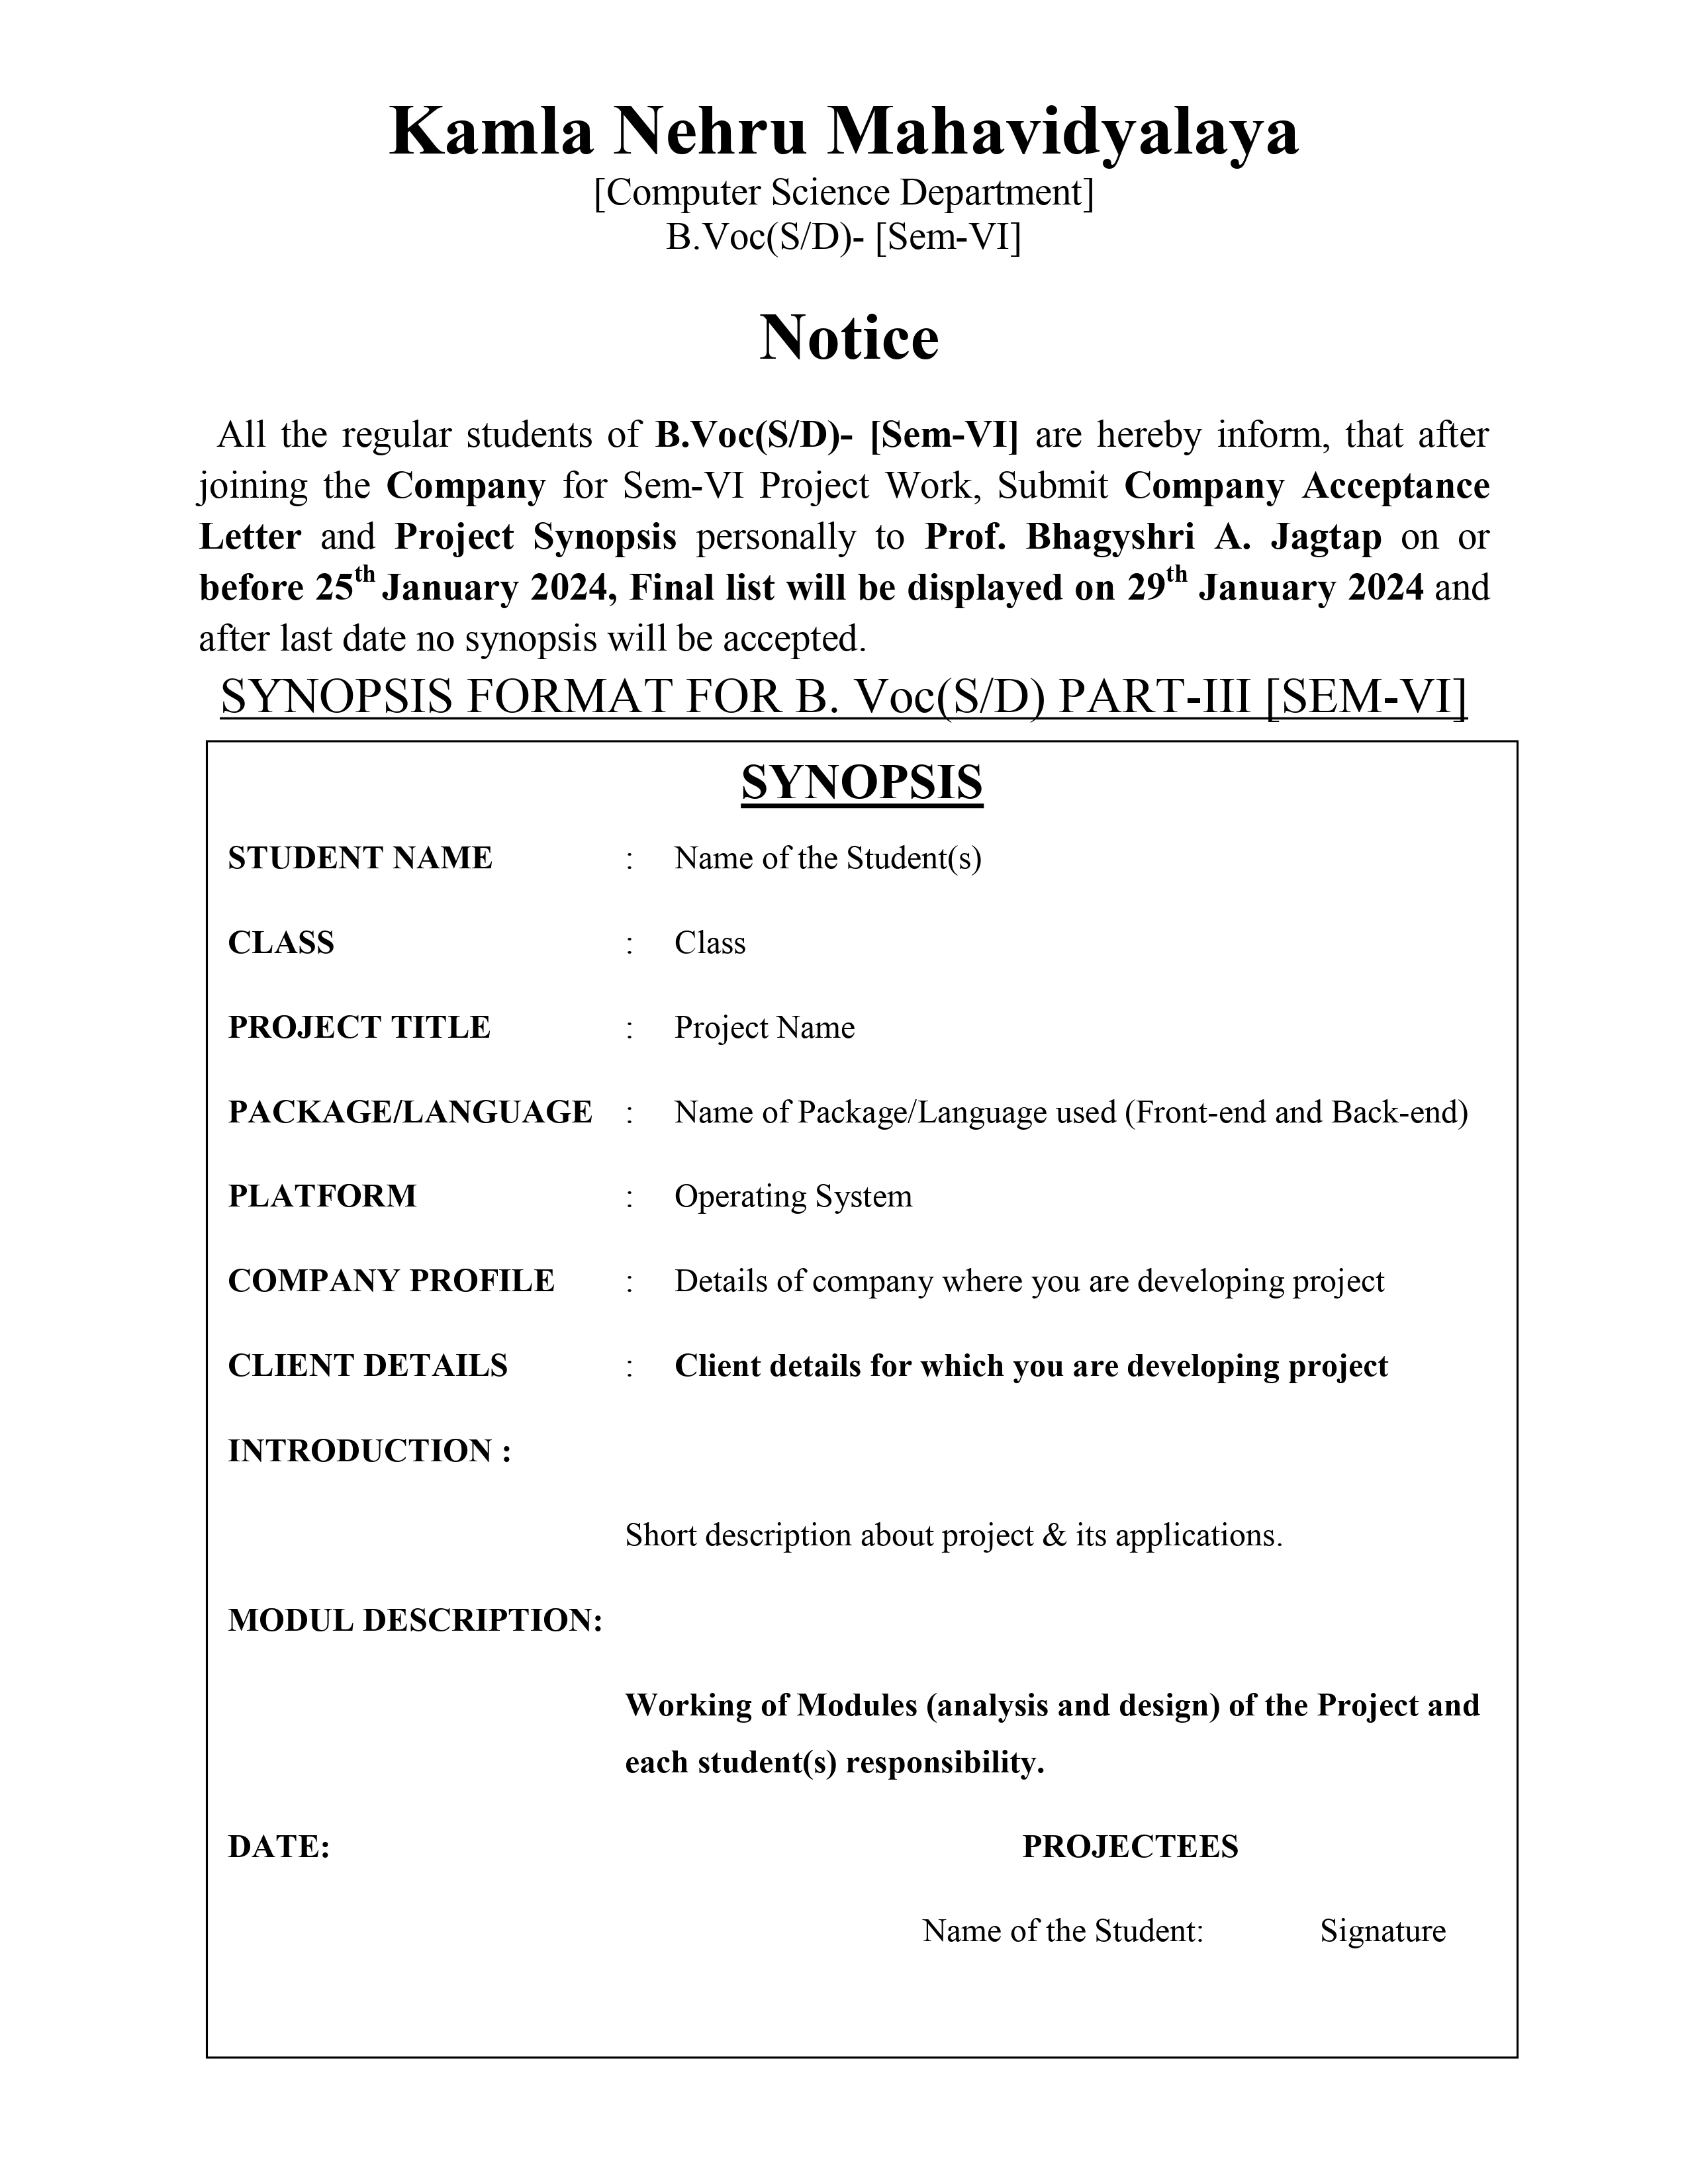 Kamla Nehru Mahavidyalaya
[Computer Science Department]
B.Voc(S/D)- [Sem-VI]
Notice
All the regular students of B.Voc(S/D)- [Sem-VI] are hereby inform, that after
joining the Company for Sem-VI Project Work, Submit Company Acceptance
Letter and Project Synopsis personally to Prof. Bhagyshri A. Jagtap on or
before 25th January 2024, Final list will be displayed on 29th January 2024 and
after last date no synopsis will be accepted.
SYNOPSIS FORMAT FOR B. Voc(S/D) PART-III [SEM-VI]
SYNOPSIS
STUDENT NAME : Name of the Student(s)
CLASS : Class
PROJECT TITLE : Project Name
PACKAGE/LANGUAGE : Name of Package/Language used (Front-end and Back-end)
PLATFORM : Operating System
COMPANY PROFILE : Details of company where you are developing project
CLIENT DETAILS : Client details for which you are developing project
INTRODUCTION :
Short description about project & its applications.
MODUL DESCRIPTION:
Working of Modules (analysis and design) of the Project and
each student(s) responsibility.
DATE: PROJECTEES
Name of the Student: Signature